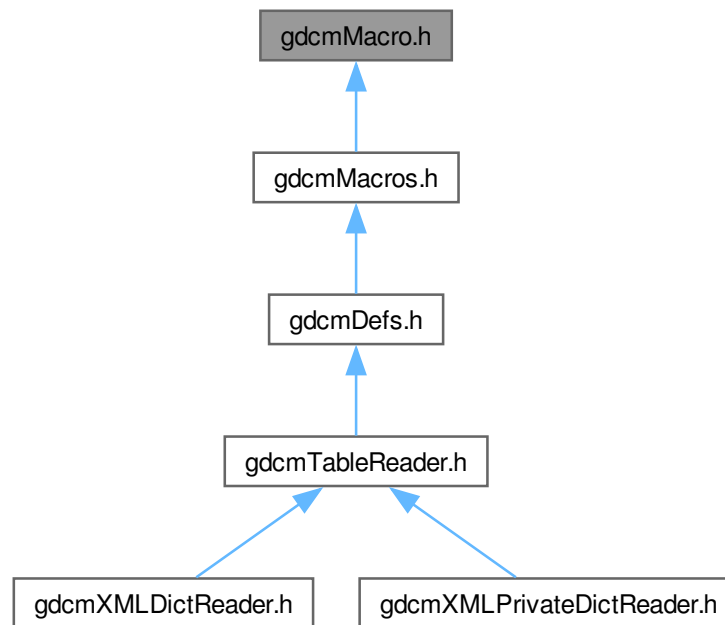 gdcmMacro.h
gdcmMacros.h
gdcmDefs.h
gdcmTableReader.h
gdcmXMLDictReader.h
gdcmXMLPrivateDictReader.h